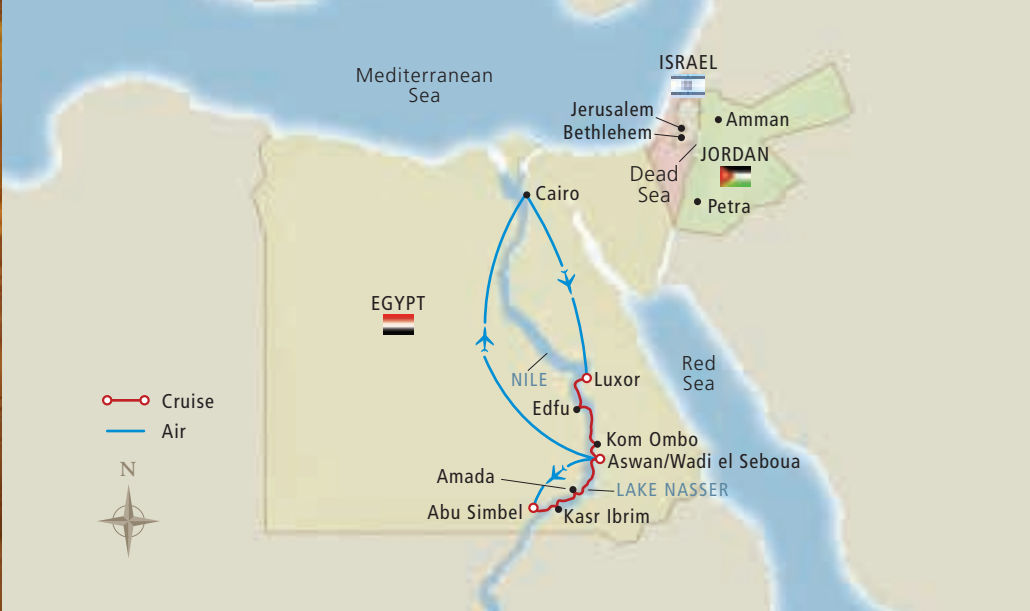 Mediterranean
Sea
ISRAEL
Jerusalem
Bethlehem
Amman
JORDAN
Dead
Sea
Petra
Cairo
EGYPT
Red
Sea
NILE
Luxor
Edfu
Kom Ombo
Aswan/Wadi el Seboua
Amada
LAKE NASSER
Abu Simbel
Kasr Ibrim
Cruise
Air
N